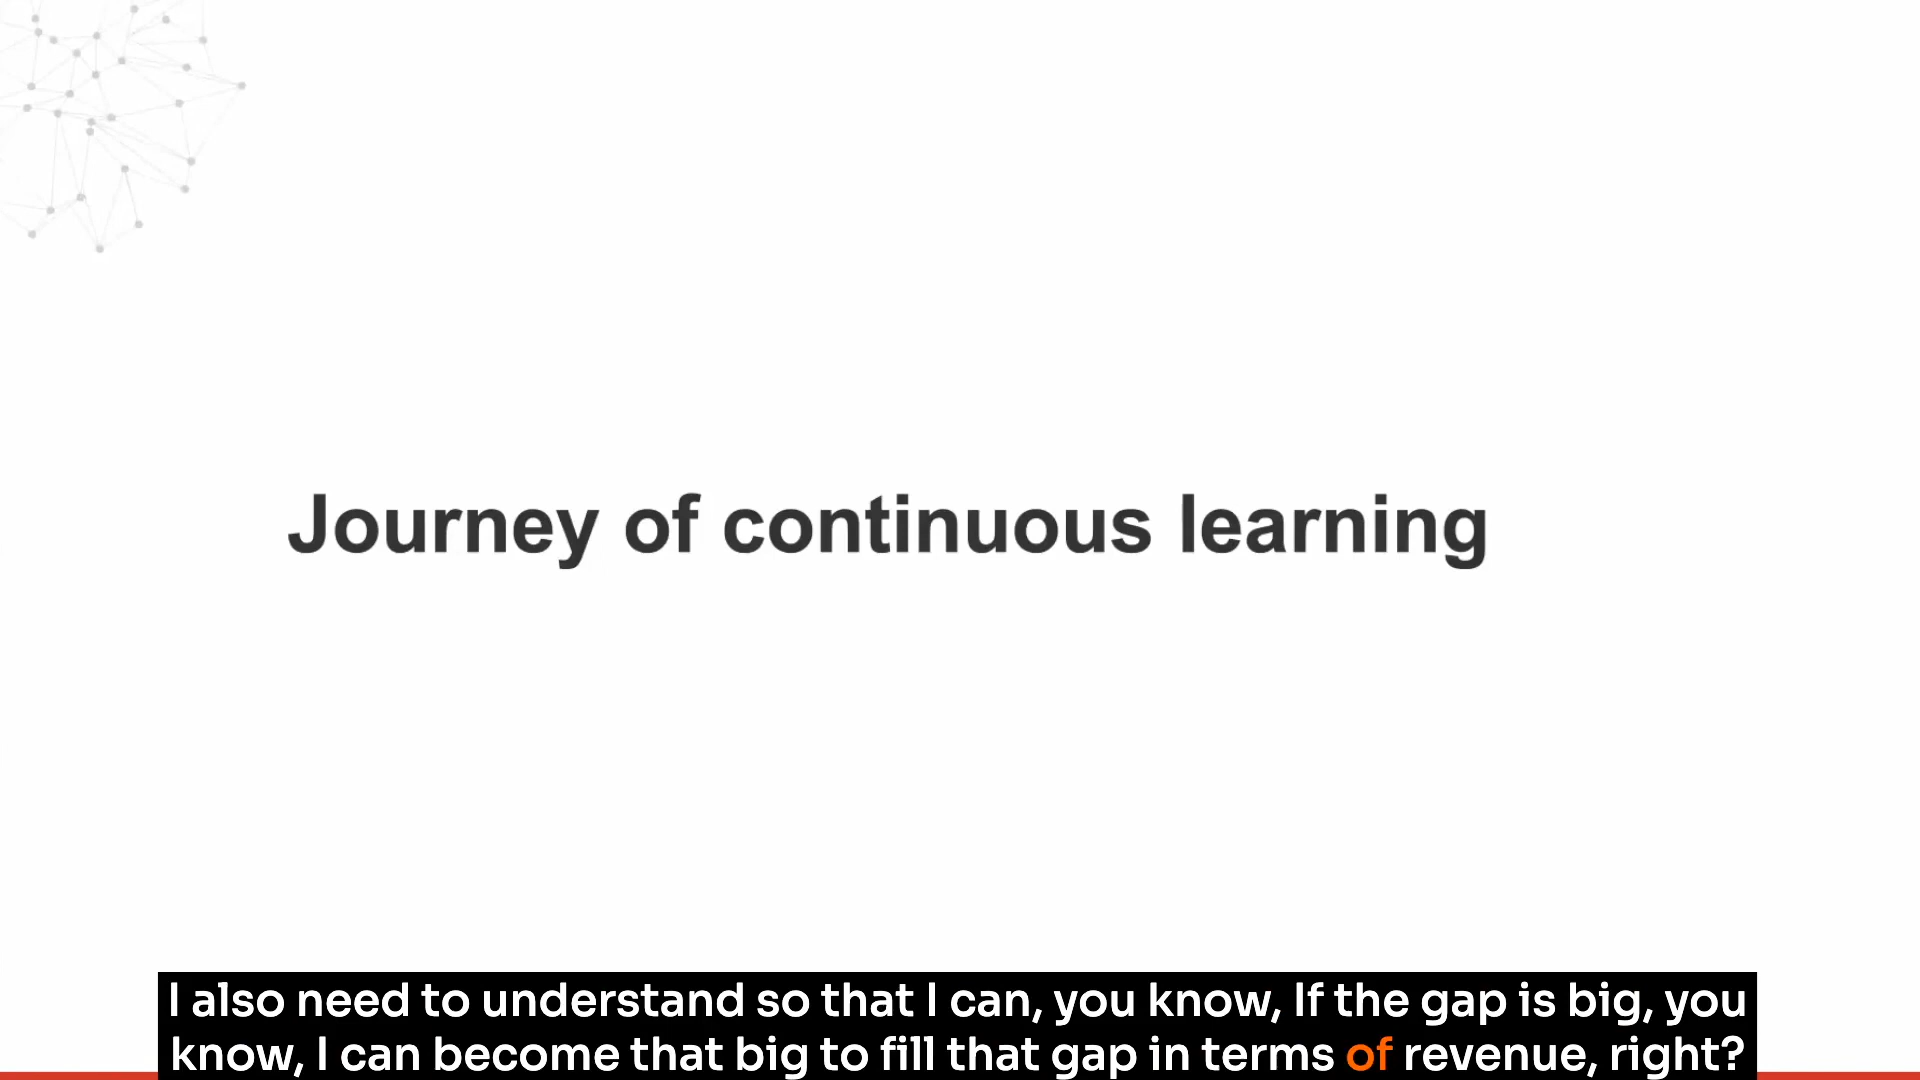 Journey of continuous learning
I also need to understand so that I can, you know, If the gap is big, you
know, I can become that big to fill that gap in terms of revenue, right?